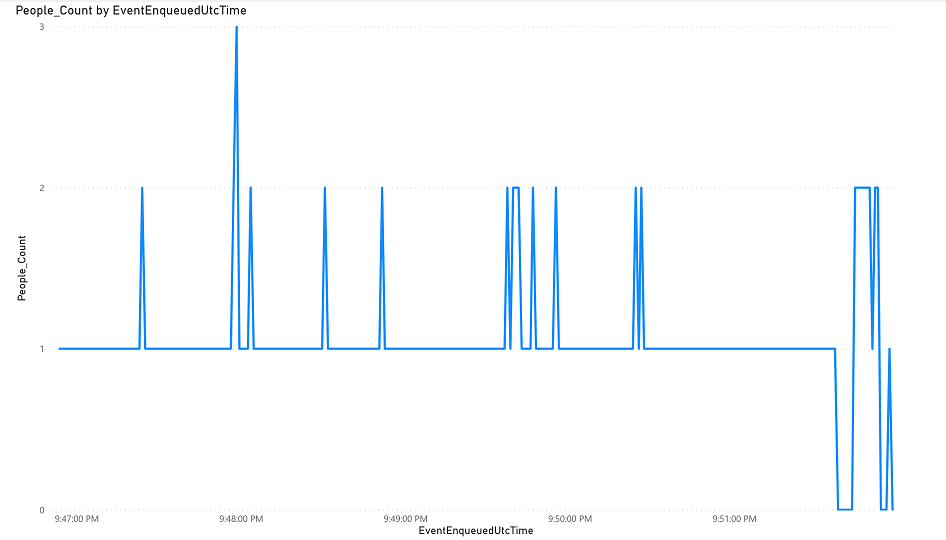 People_Count by EventEnqueuedUtcTime
3
2
1
0
People_Count
9:47:00 PM
9:48:00 PM
9:49:00 PM
9:50:00 PM
9:51:00 PM
EventEnqueuedUtcTime